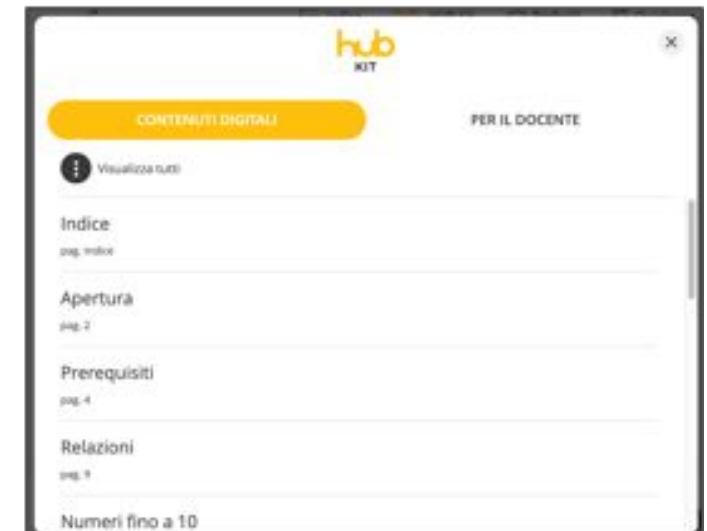 hub
KIT
CONTENUTI DIGITALI
PER IL DOCENTE
Visualizza tutti
Indice
pag. Indice
Apertura
pag. 2
Prerequisiti
pag. 4
Relazioni
pag. 9
Numeri fino a 10